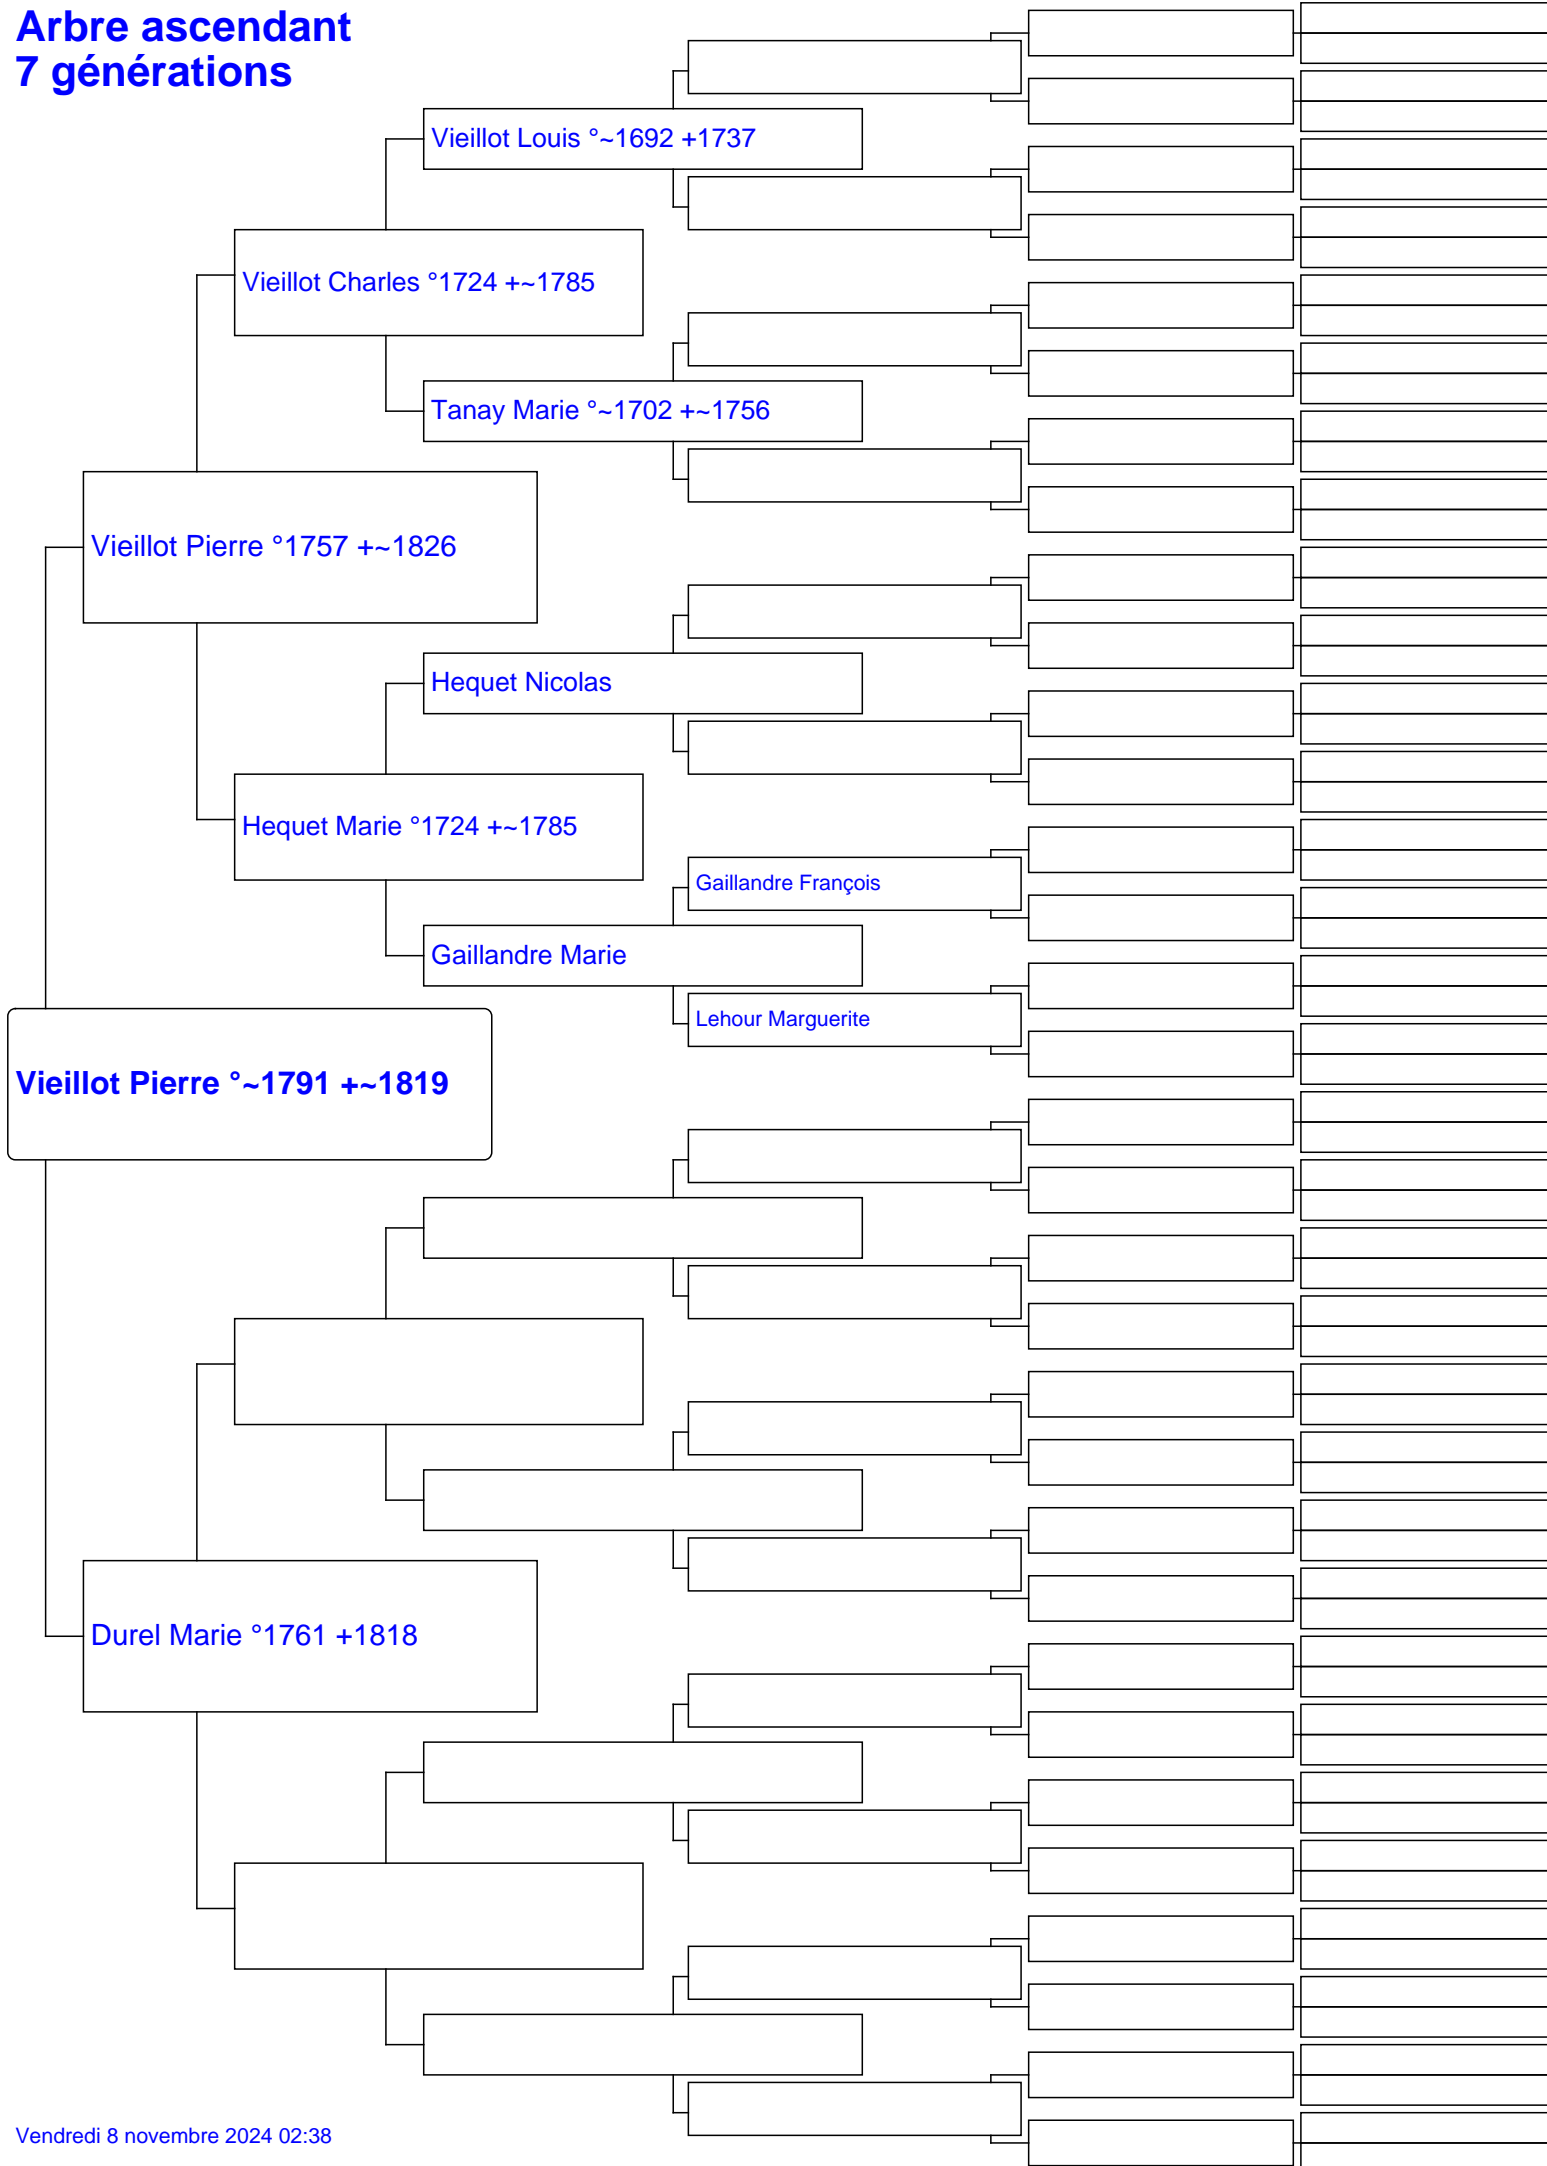 Arbre ascendant
7 générations
Vieillot Louis °~1692 +1737
Vieillot Charles °1724 +~1785
Tanay Marie °~1702 +~1756
Vieillot Pierre °1757 +~1826
Hequet Nicolas
Hequet Marie °1724 +~1785
Gaillandre François
Gaillandre Marie
Lehour Marguerite
Vieillot Pierre °~1791 +~1819
Durel Marie °1761 +1818
Vendredi 8 novembre 2024 02:38